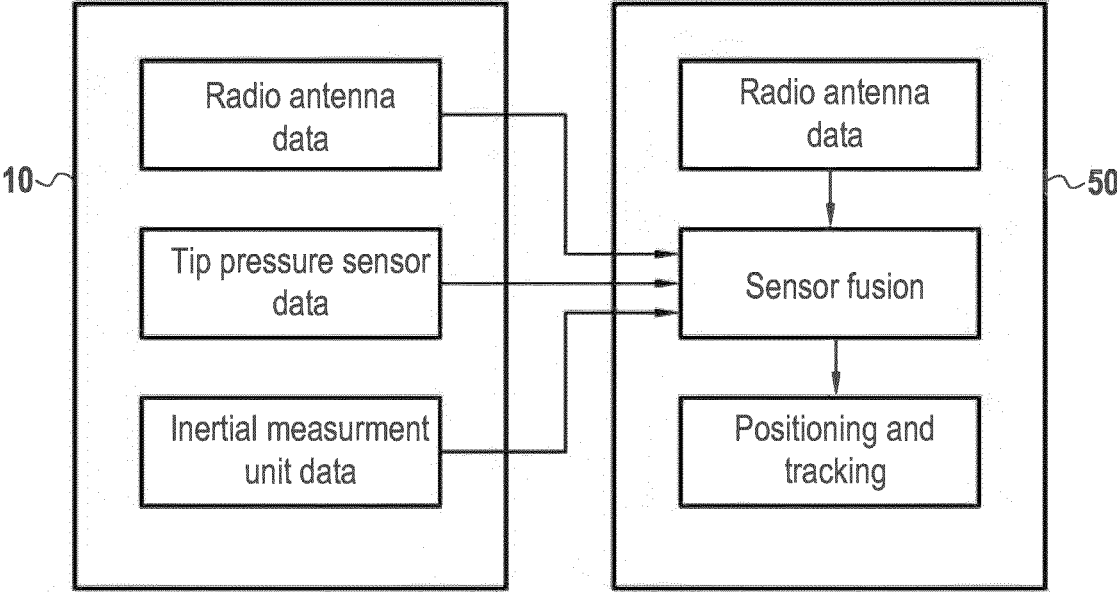 10
Radio antenna
data
Tip pressure sensor
data
Inertial measurment
unit data
50
Radio antenna
data
Sensor fusion
Positioning and
tracking